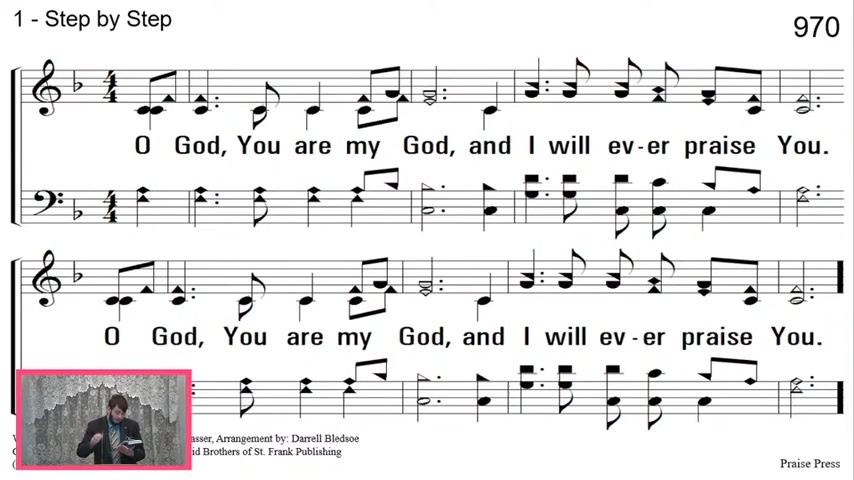 1 - Step by Step
970
O God, You are my God, and I will ev-er praise You.
O God, You are my God, and I will ev-er praise You.
asser, Arrangement by: Darrell Bledsoe
id Brothers of St. Frank Publishing
Praise Press